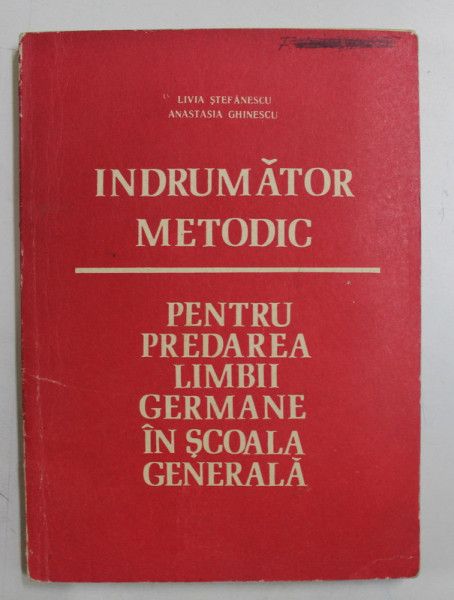 LIVIA ŞTEFĂNESCU
ANASTASIA GHINESCU
INDRUMĂTOR
METODIC
PENTRU
PREDAREA
LIMBII
GERMANE
ÎN ŞCOALA
GENERALĂ